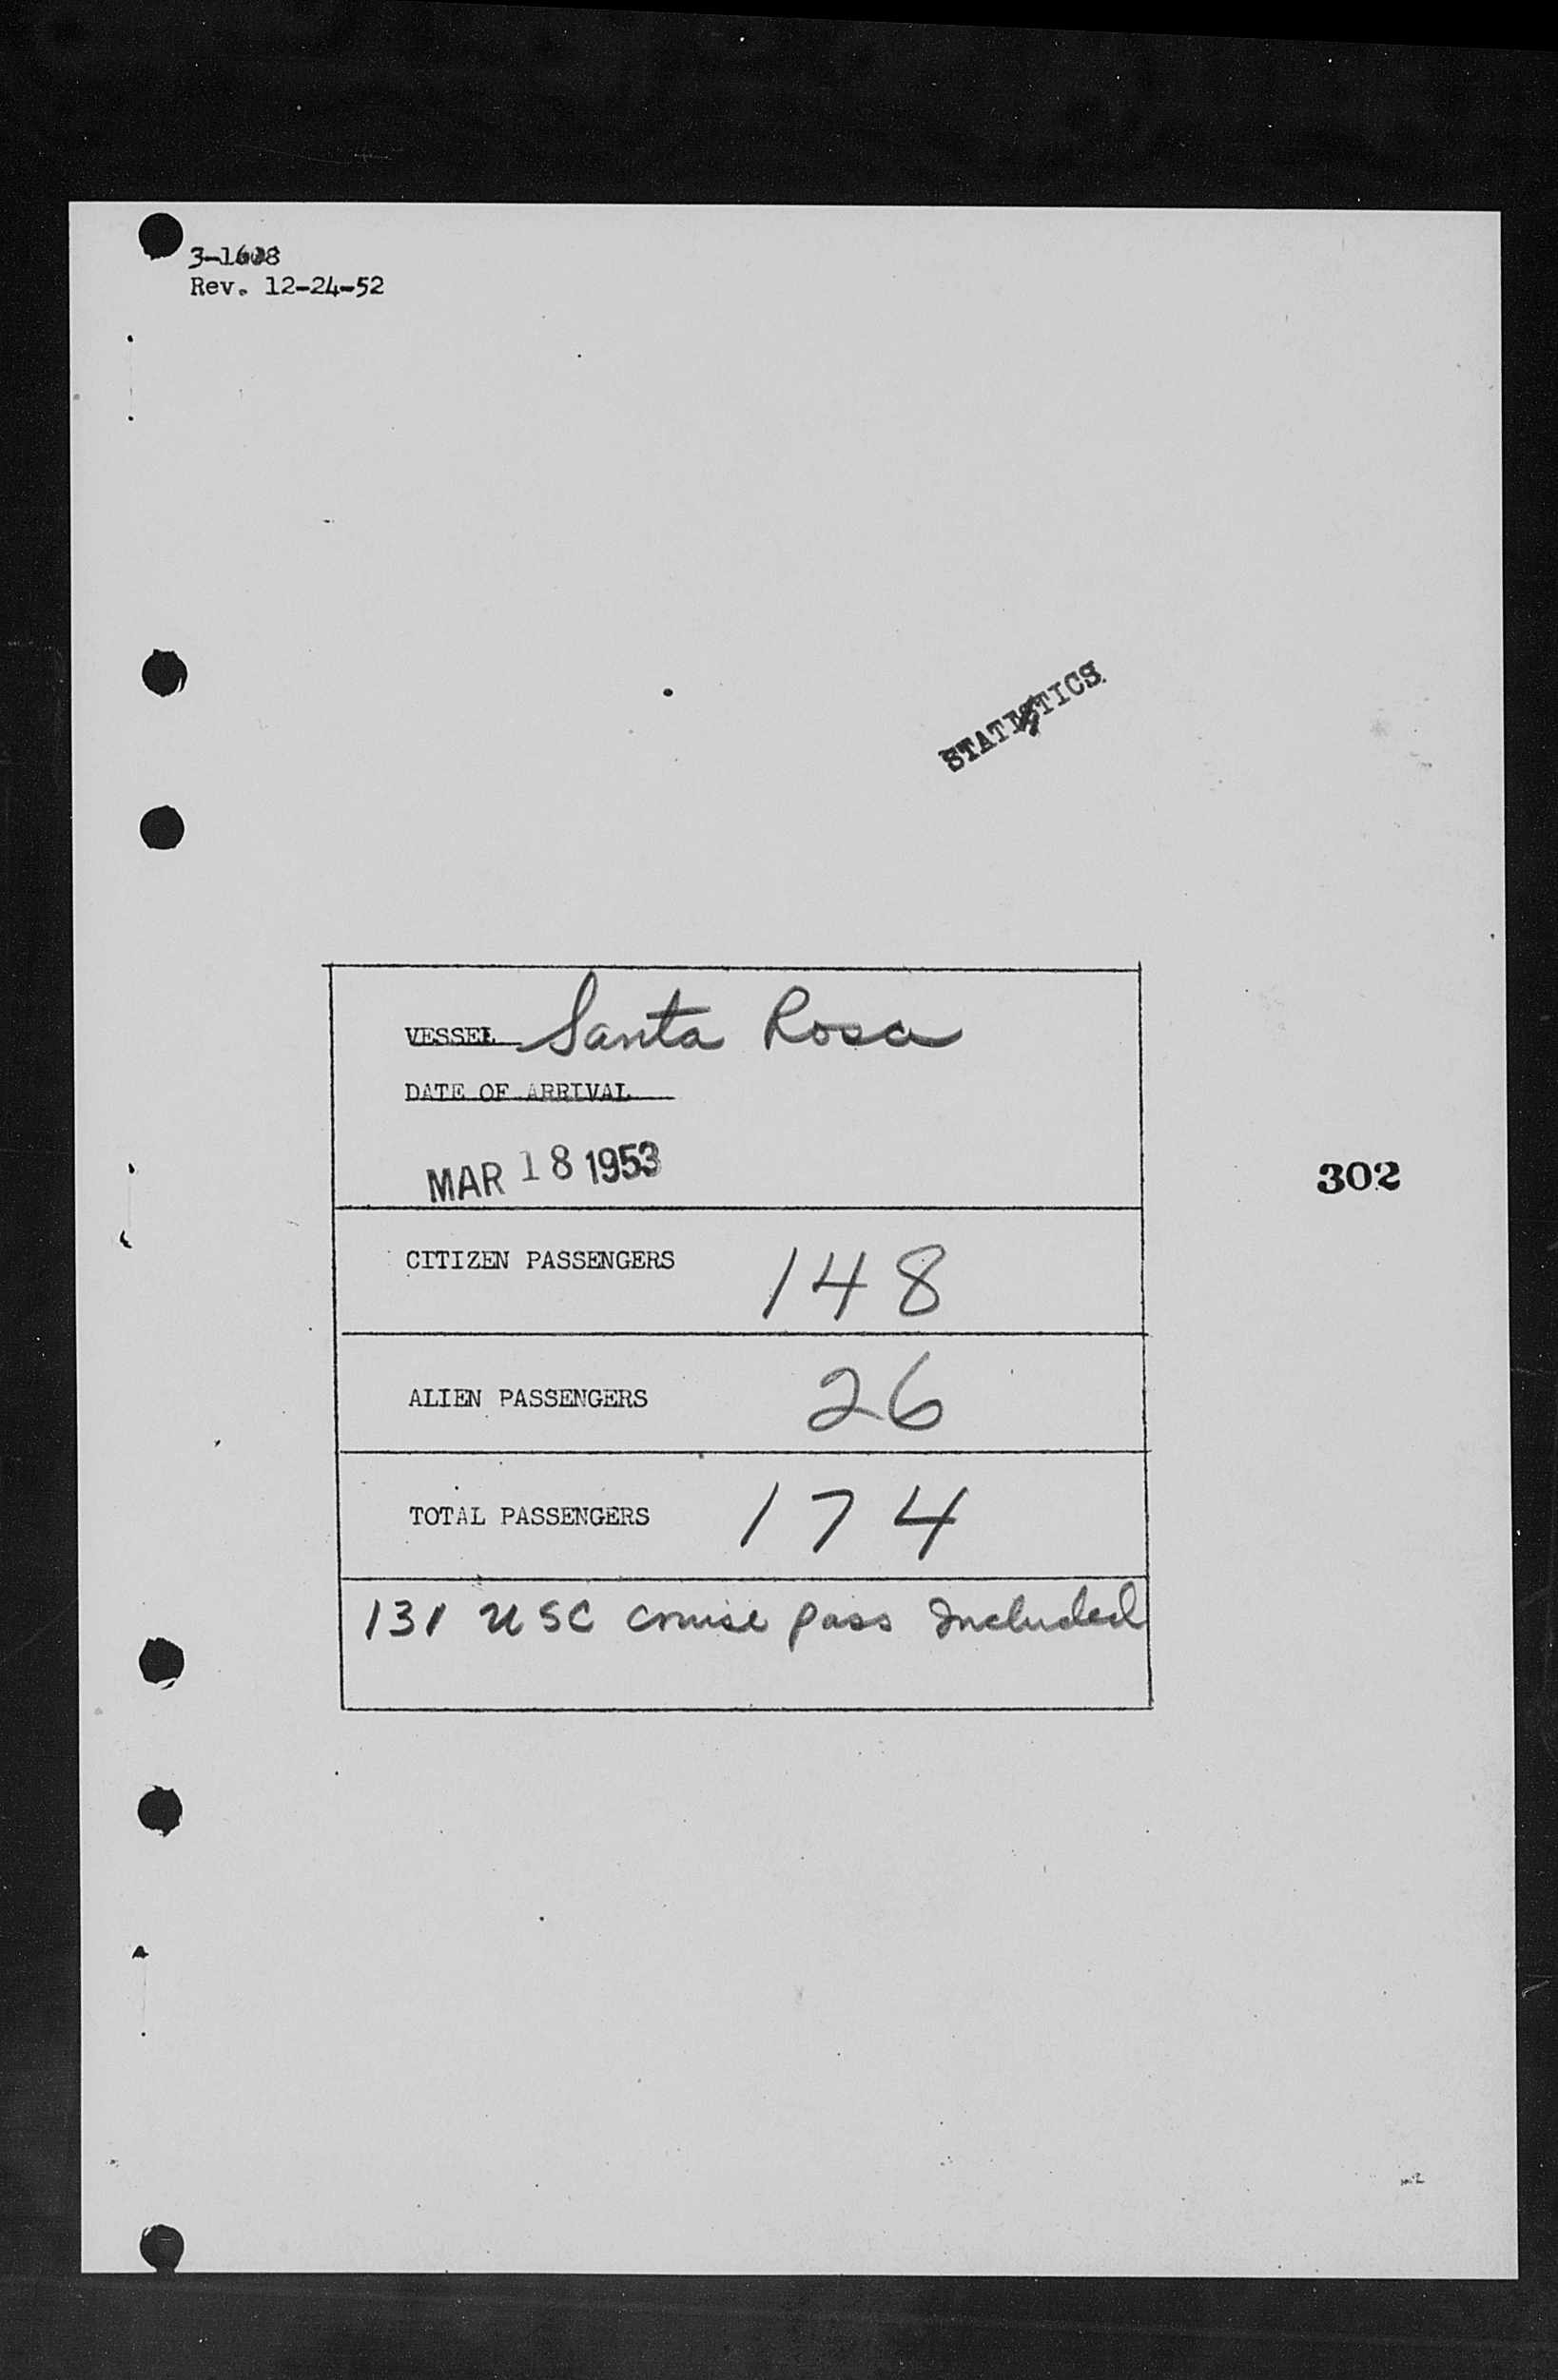 3-1608
Rev. 12-24-52
STATISTICS
VESSEL Santa Rosa
DATE OF ARRIVAL
MAR 18 1953
302
CITIZEN PASSENGERS 148
ALIEN PASSENGERS 26
TOTAL PASSENGERS 174
131 USC cruise pass Included